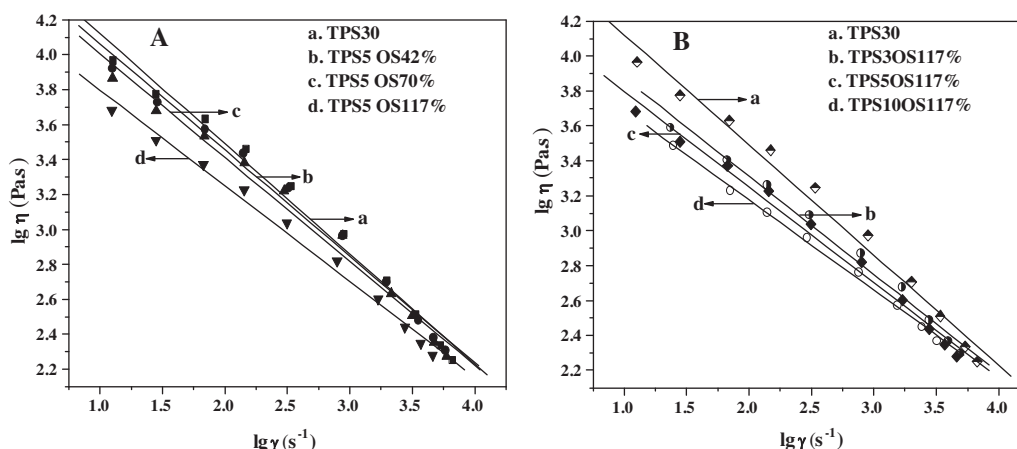 A
a. TPS30
b. TPS5 OS42%
c. TPS5 OS70%
d. TPS5 OS117%
4.2
4.0
3.8
3.6
3.4
3.2
3.0
2.8
2.6
2.4
2.2
lg η (Pa.s)
c
d
b
a
1.0 1.5 2.0 2.5 3.0 3.5 4.0
lg γ (s⁻¹)
B
a. TPS30
b. TPS3OS117%
c. TPS5OS117%
d. TPS10OS117%
4.2
4.0
3.8
3.6
3.4
3.2
3.0
2.8
2.6
2.4
2.2
lg η (Pa.s)
a
c
d
b
1.0 1.5 2.0 2.5 3.0 3.5 4.0
lg γ (s⁻¹)